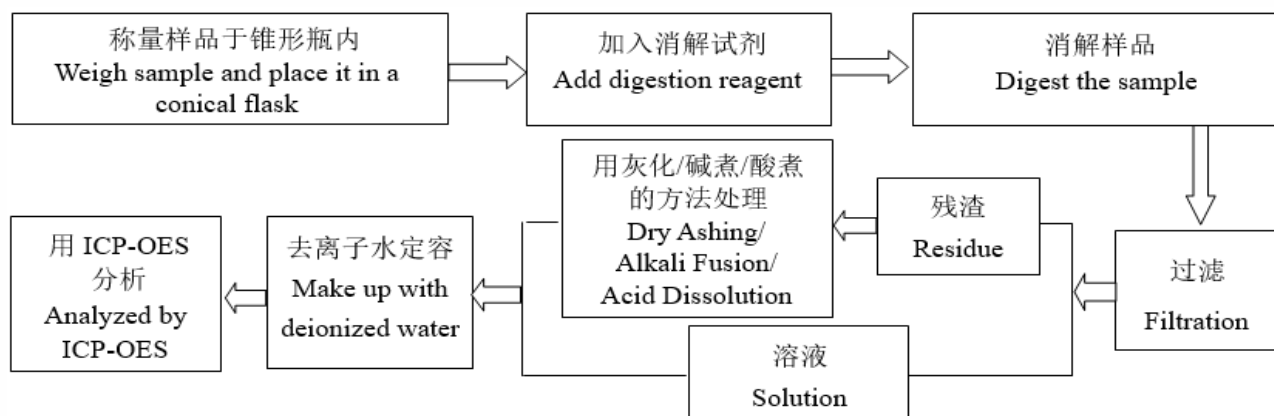 称量样品于锥形瓶内
Weigh sample and place it in a
conical flask
加入消解试剂
Add digestion reagent
消解样品
Digest the sample
过滤
Filtration
残渣
Residue
用灰化/碱煮/酸煮
的方法处理
Dry Ashing/
Alkali Fusion/
Acid Dissolution
溶液
Solution
去离子水定容
Make up with
deionized water
用 ICP-OES
分析
Analyzed by
ICP-OES